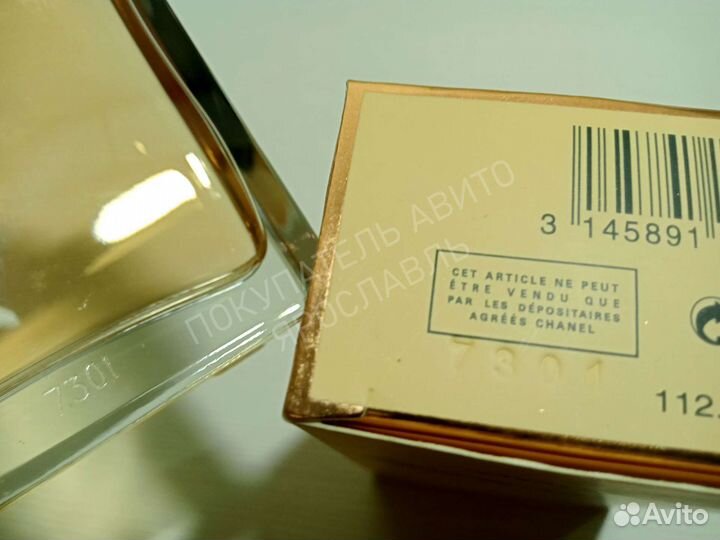 3 145891
CET ARTICLE NE PEUT
ÊTRE VENDU QUE
PAR LES DÉPOSITAIRES
AGRÉÉS CHANEL
7301
7301
112.
ПОКУПАТЕЛЬ АВИТО
ЯРОСЛАВЛЬ
Avito